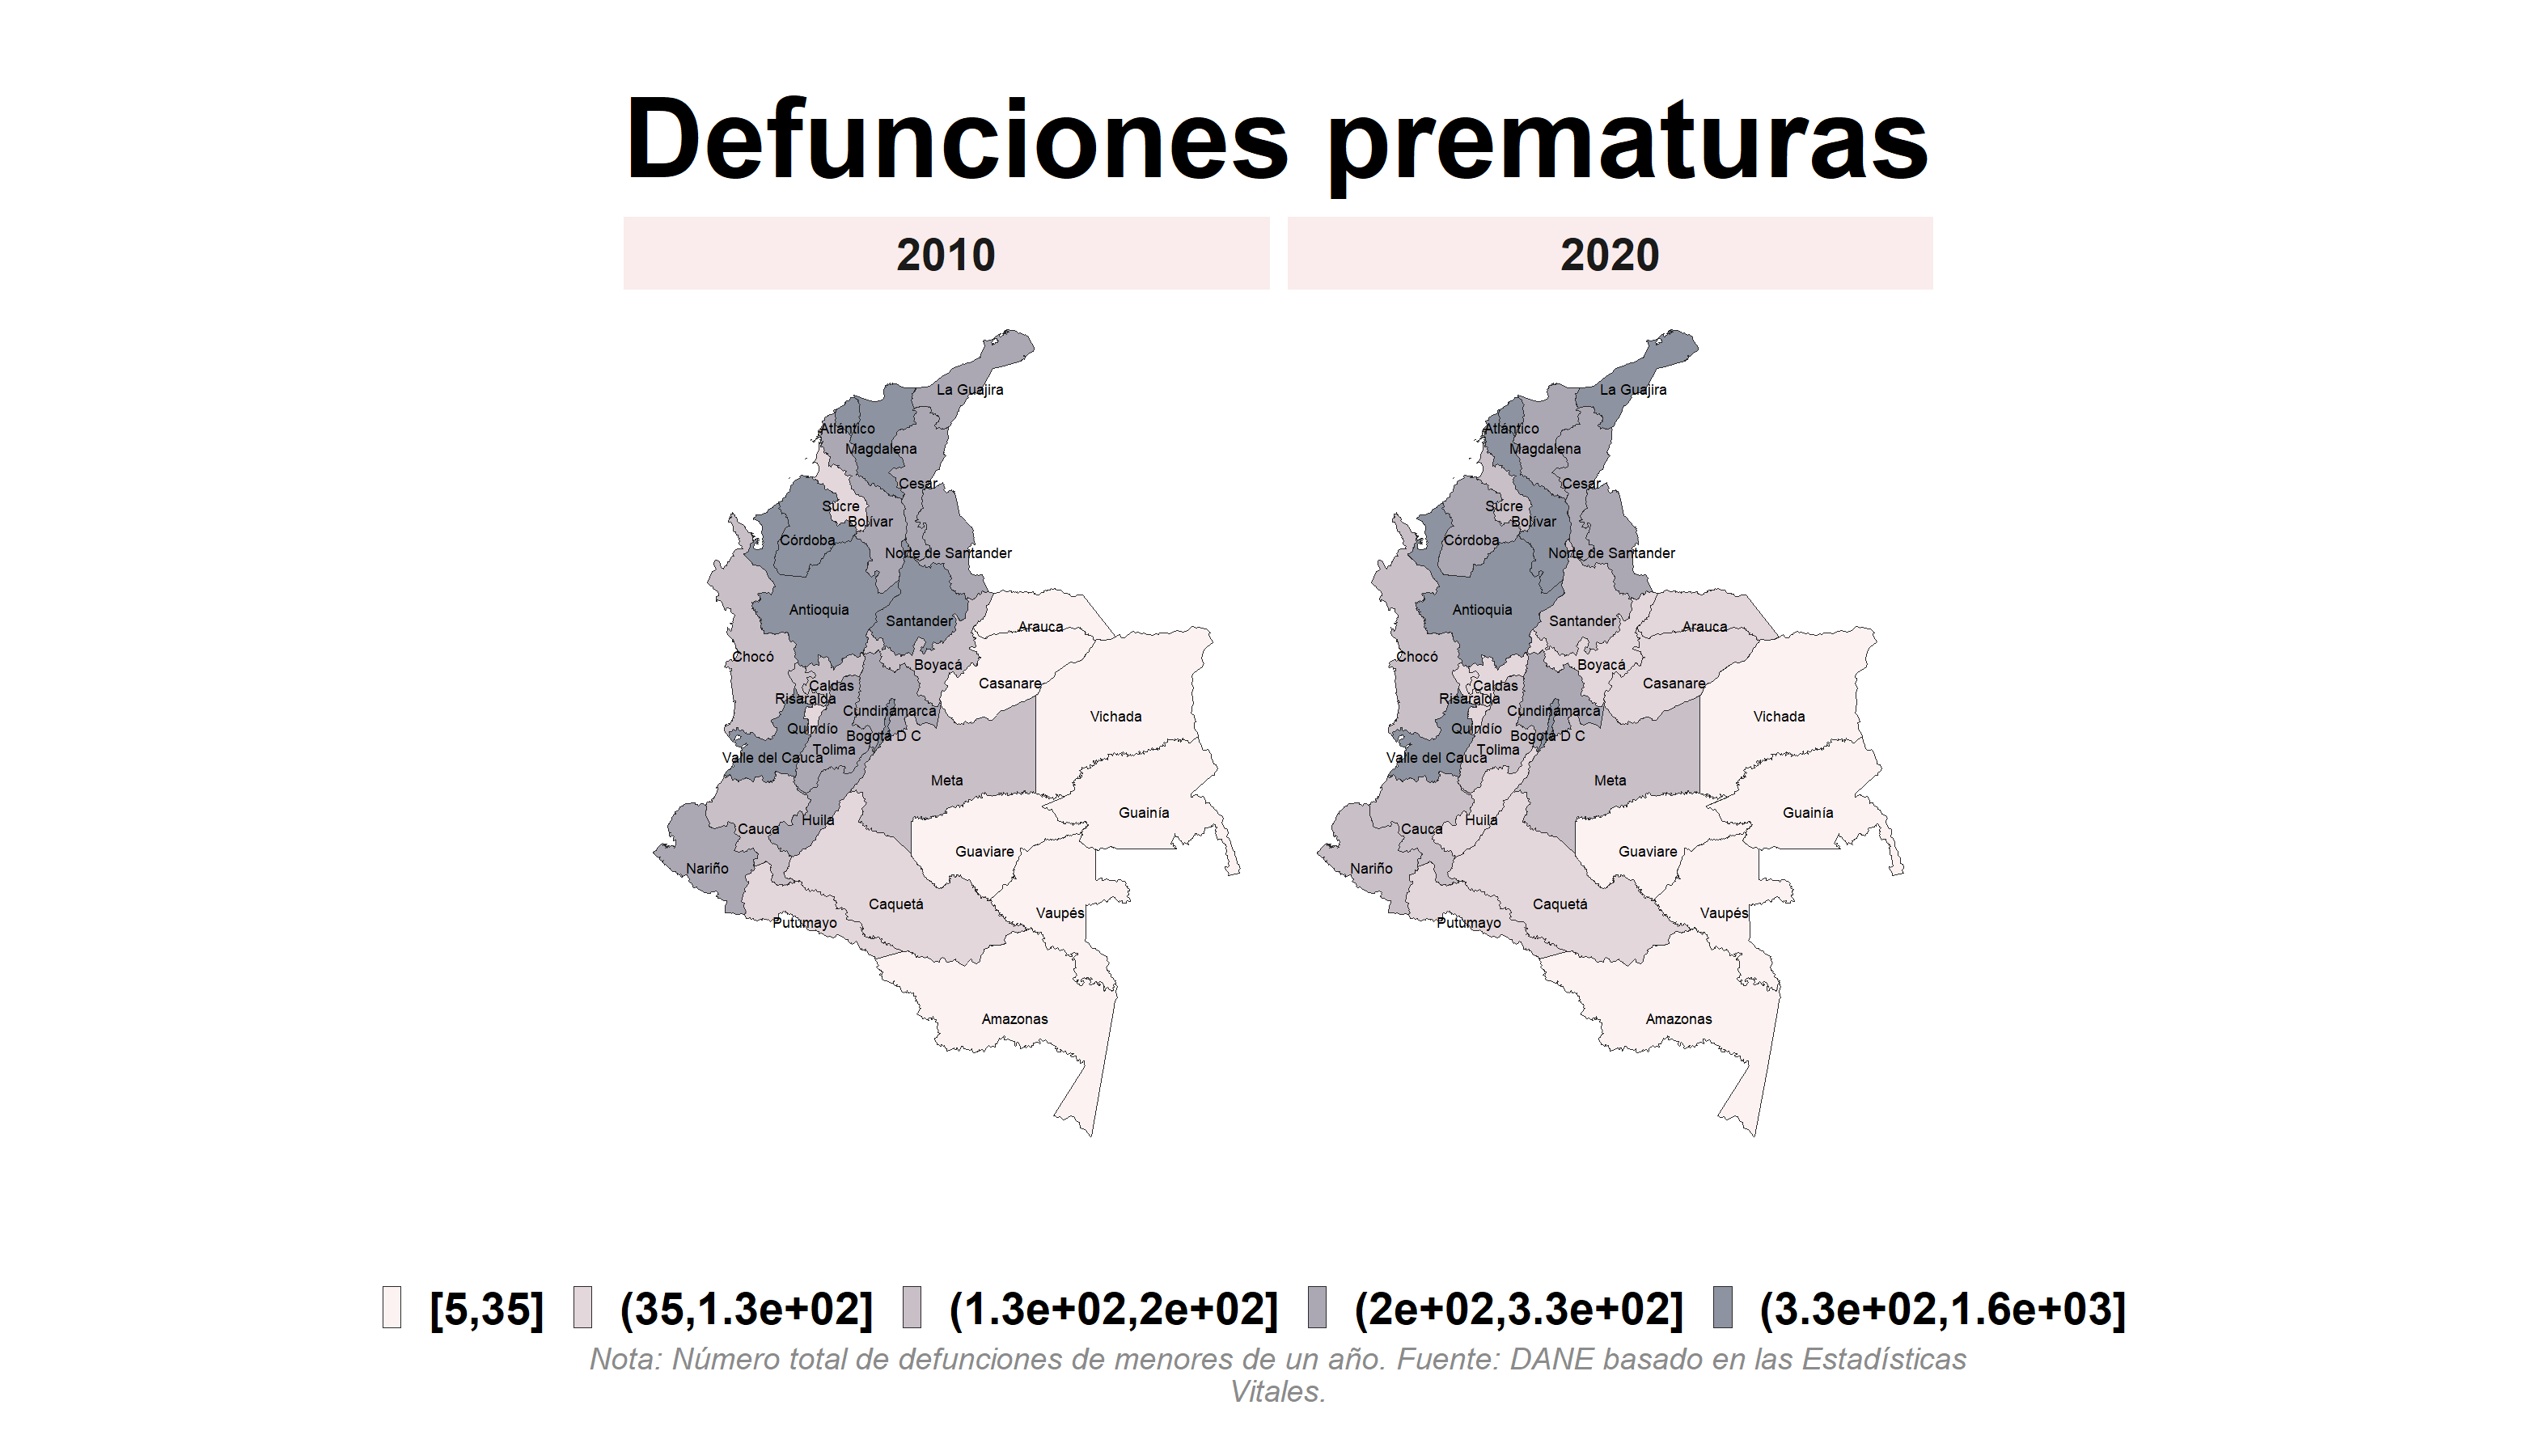 Defunciones prematuras
2010
2020
La Guajira
Atlántico
Magdalena
Cesar
Sucre
Bolívar
Córdoba
Norte de Santander
Antioquia
Santander
Arauca
Chocó
Boyacá
Casanare
Caldas
Risaralda
Cundinamarca
Vichada
Quindío
Bogotá D C
Tolima
Valle del Cauca
Meta
Guainía
Huila
Cauca
Guaviare
Nariño
Caquetá
Vaupés
Putumayo
Amazonas
La Guajira
Atlántico
Magdalena
Cesar
Sucre
Bolívar
Córdoba
Norte de Santander
Antioquia
Santander
Arauca
Chocó
Boyacá
Casanare
Caldas
Risaralda
Cundinamarca
Vichada
Quindío
Bogotá D C
Tolima
Valle del Cauca
Meta
Guainía
Huila
Cauca
Guaviare
Nariño
Caquetá
Vaupés
Putumayo
Amazonas
[5,35] (35,1.3e+02] (1.3e+02,2e+02] (2e+02,3.3e+02] (3.3e+02,1.6e+03]
Nota: Número total de defunciones de menores de un año. Fuente: DANE basado en las Estadísticas
Vitales.